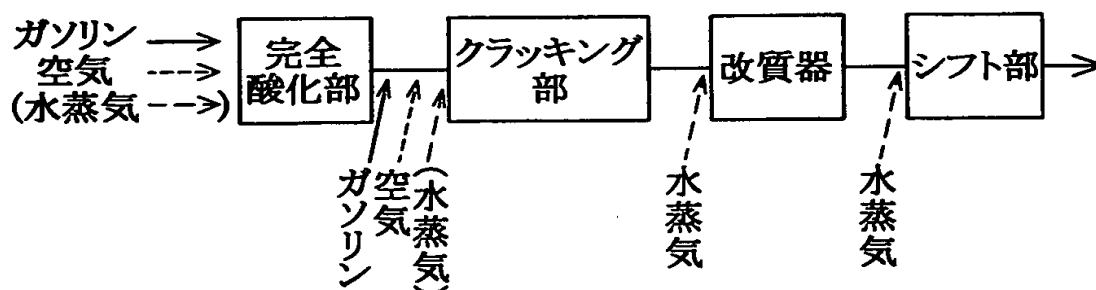 ガソリン
空気
(水蒸気)
完全
酸化部
クラッキング
部
改質器
シフト部
ガソリン
空気
(水蒸気)
水蒸気
水蒸気